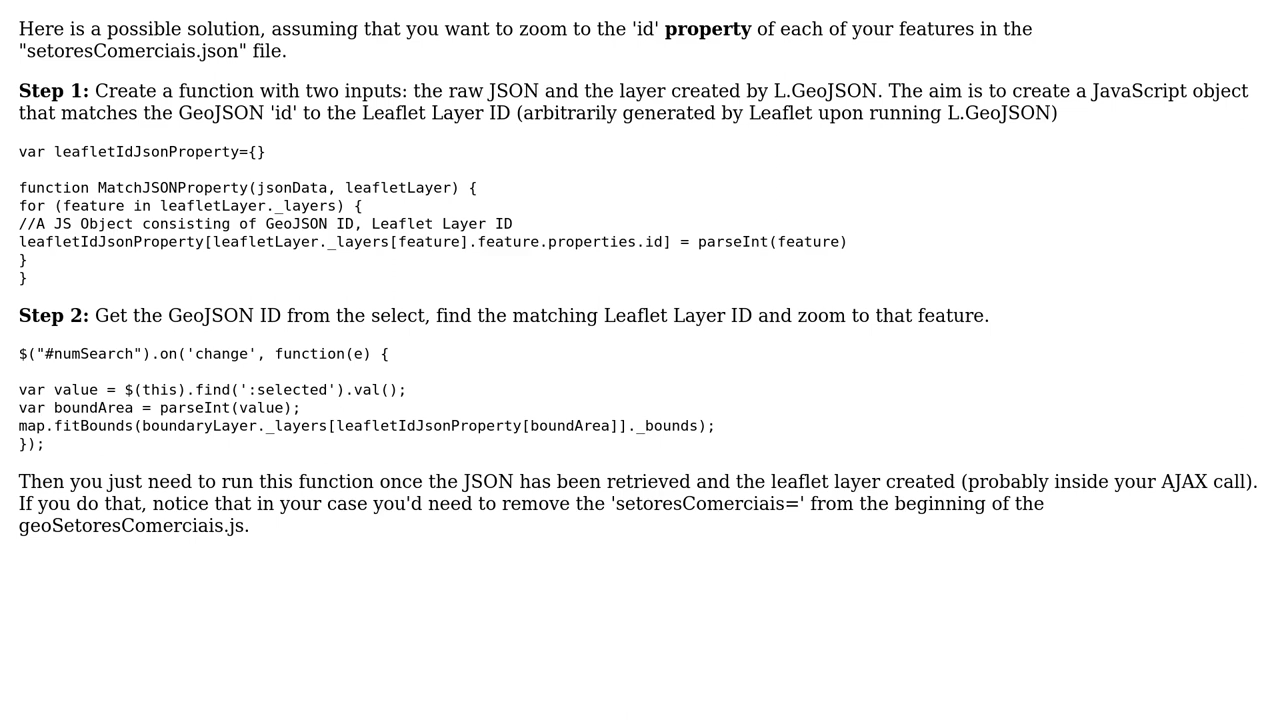 Here is a possible solution, assuming that you want to zoom to the 'id' property of each of your features in the
"setoresComerciais.json" file.
Step 1: Create a function with two inputs: the raw JSON and the layer created by L.GeoJSON. The aim is to create a JavaScript object
that matches the GeoJSON 'id' to the Leaflet Layer ID (arbitrarily generated by Leaflet upon running L.GeoJSON)
var leafletIdJsonProperty={}
function MatchJSONProperty(jsonData, leafletLayer) {
for (feature in leafletLayer._layers) {
//A JS Object consisting of GeoJSON ID, Leaflet Layer ID
leafletIdJsonProperty[leafletLayer._layers[feature].feature.properties.id] = parseInt(feature)
}
}
Step 2: Get the GeoJSON ID from the select, find the matching Leaflet Layer ID and zoom to that feature.
$("#numSearch").on('change', function(e) {
var value = $(this).find(':selected').val();
var boundArea = parseInt(value);
map.fitBounds(boundaryLayer._layers[leafletIdJsonProperty[boundArea]]._bounds);
});
Then you just need to run this function once the JSON has been retrieved and the leaflet layer created (probably inside your AJAX call).
If you do that, notice that in your case you'd need to remove the 'setoresComerciais=' from the beginning of the
geoSetoresComerciais.js.